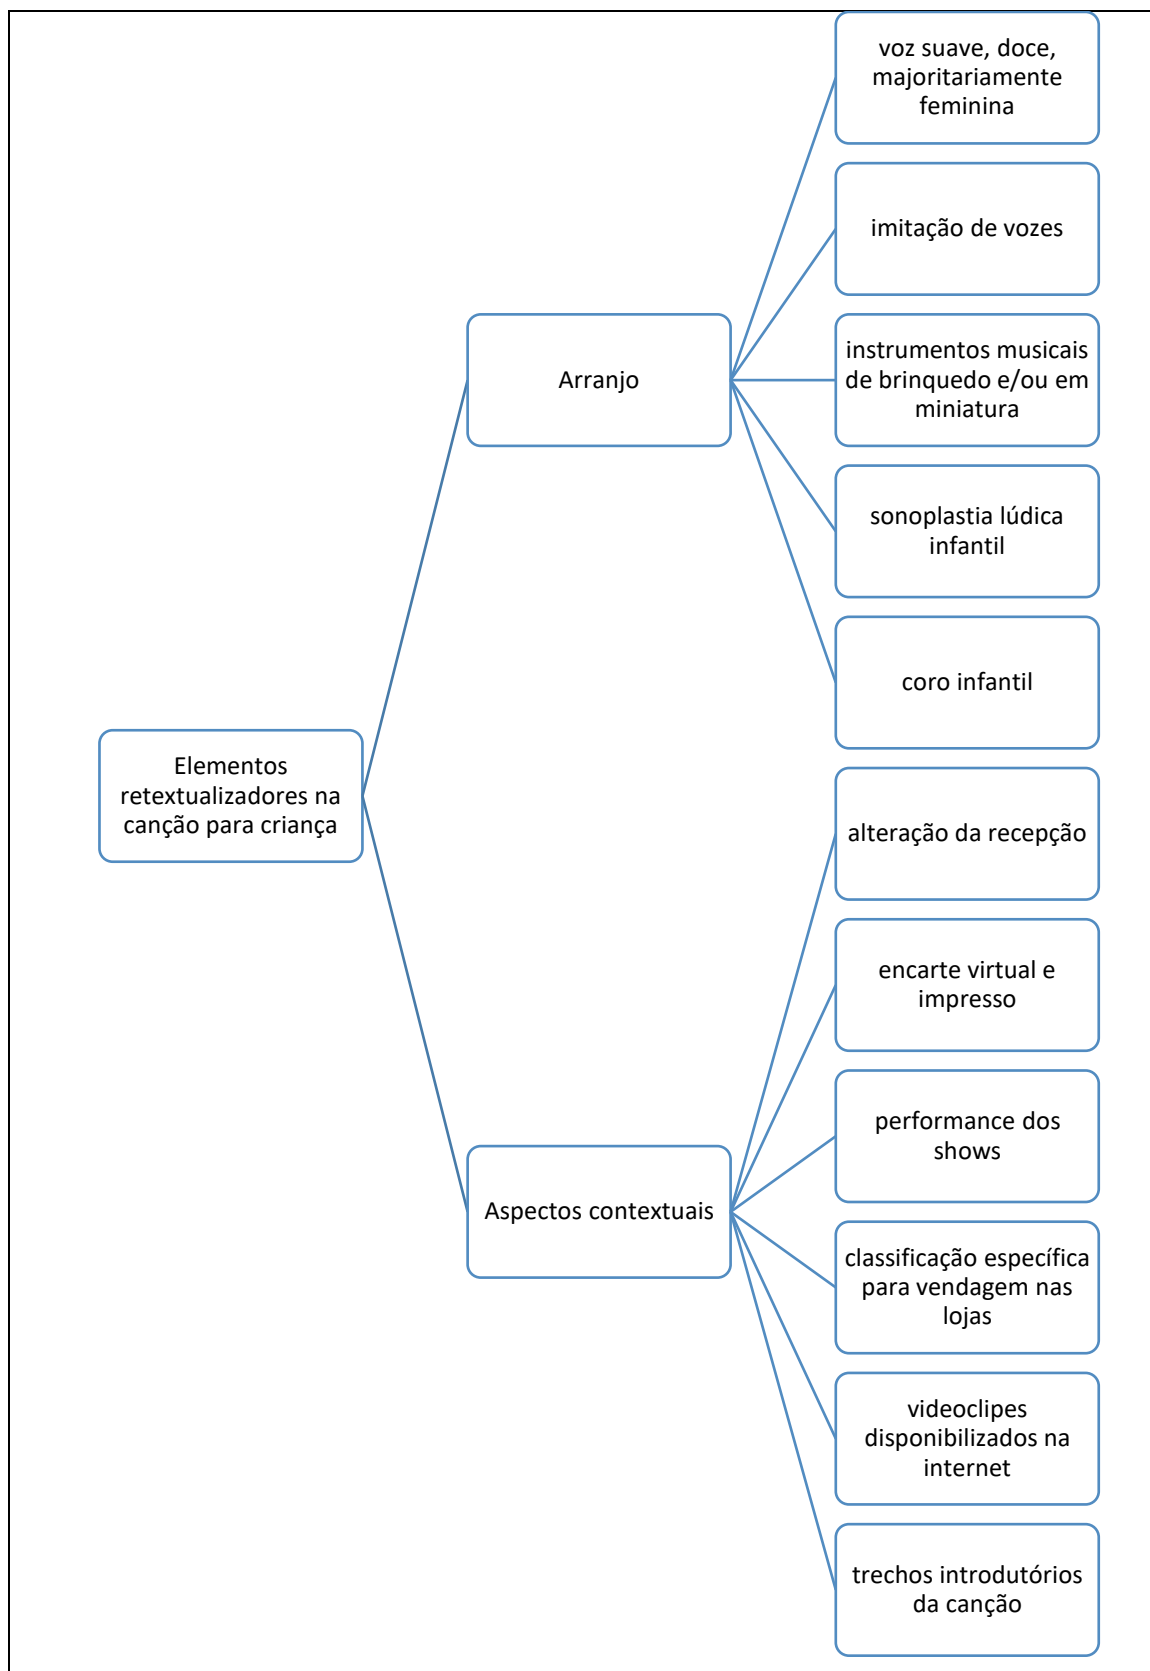 voz suave, doce,
majoritariamente
feminina
imitação de vozes
Arranjo
instrumentos musicais
de brinquedo e/ou em
miniatura
sonoplastia lúdica
infantil
coro infantil
Elementos
retextualizadores na
canção para criança
alteração da recepção
encarte virtual e
impresso
performance dos
shows
Aspectos contextuais
classificação específica
para vendagem nas
lojas
videoclipes
disponibilizados na
internet
trechos introdutórios
da canção